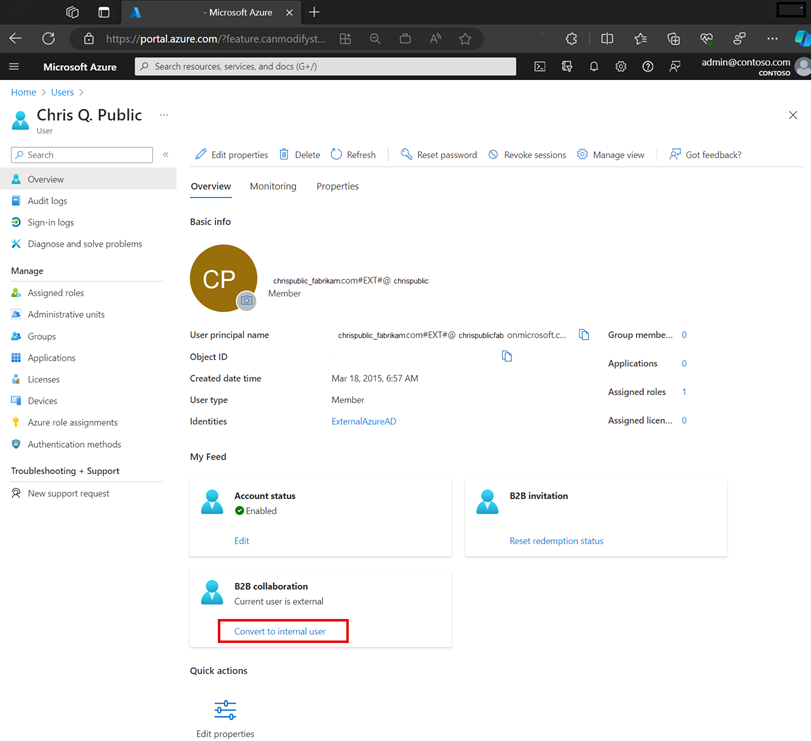 - Microsoft Azure
https://portal.azure.com/?feature.canmodifyst...
Microsoft Azure
Search resources, services, and docs (G+/)
admin@contoso.com
CONTOSO
Home > Users >
Chris Q. Public ...
User
Search
Edit properties Delete Refresh Reset password Revoke sessions Manage view Got feedback?
Overview
Audit logs
Sign-in logs
Diagnose and solve problems
Manage
Assigned roles
Administrative units
Groups
Applications
Licenses
Devices
Azure role assignments
Authentication methods
Troubleshooting + Support
New support request
Overview Monitoring Properties
Basic info
CP
chrispublic_fabrikam.com#EXT#@ chrispublic
Member
User principal name chrispublic_fabrikam.com#EXT#@ chrispublicfab onmicrosoft.c...
Object ID
Created date time Mar 18, 2015, 6:57 AM
User type Member
Identities ExternalAzureAD
Group membe... 0
Applications 0
Assigned roles 1
Assigned licen... 0
My Feed
Account status
Enabled
Edit
B2B invitation
Reset redemption status
B2B collaboration
Current user is external
Convert to internal user
Quick actions
Edit properties